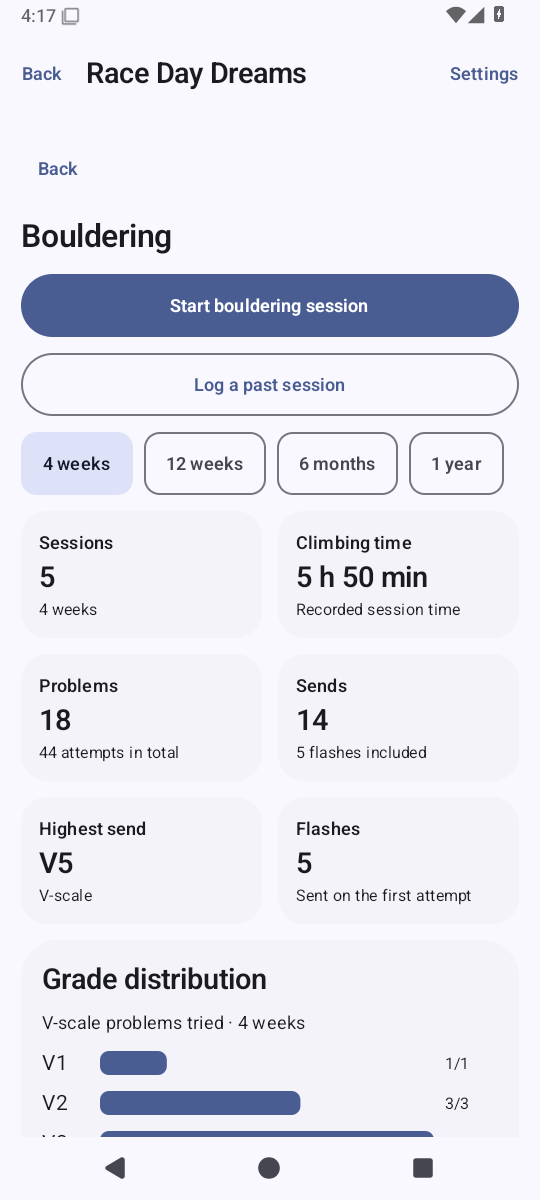 4:17
Back Race Day Dreams Settings
Back
Bouldering
Start bouldering session
Log a past session
4 weeks 12 weeks 6 months 1 year
Sessions
5
4 weeks
Climbing time
5 h 50 min
Recorded session time
Problems
18
44 attempts in total
Sends
14
5 flashes included
Highest send
V5
V-scale
Flashes
5
Sent on the first attempt
Grade distribution
V-scale problems tried · 4 weeks
V1 1/1
V2 3/3